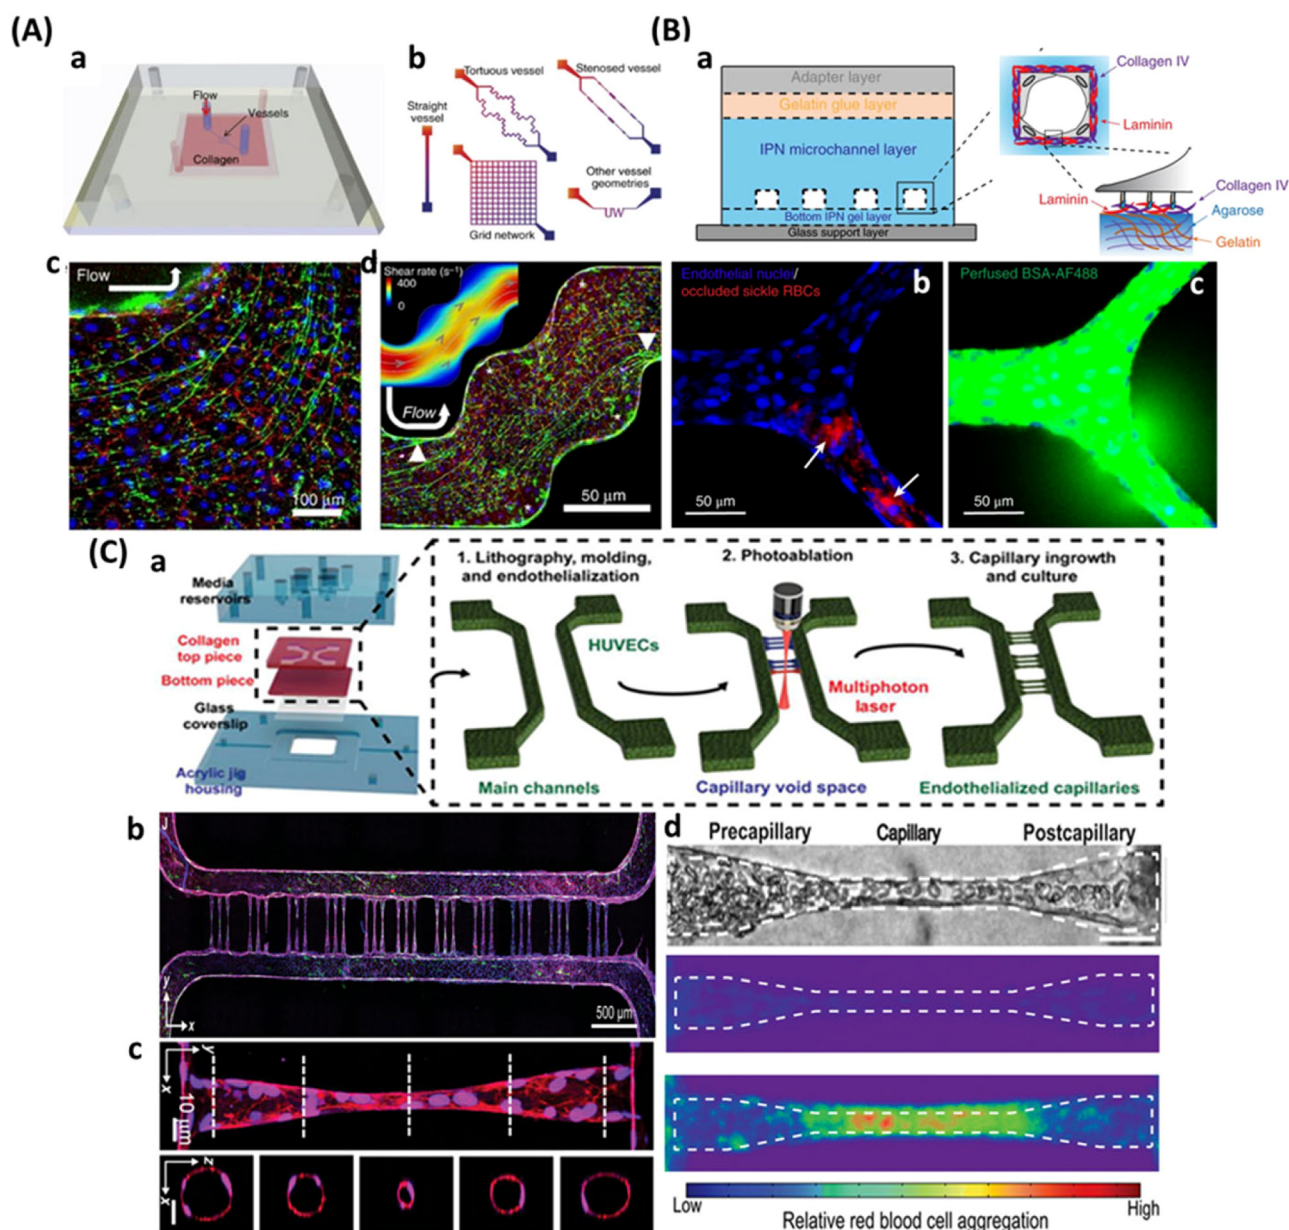 (A)
a
Flow
Vessels
Collagen
b
Tortuous vessel
Stenosed vessel
Straight
vessel
Other vessel
geometries
UW
Grid network
c
Flow
100 µm
d
Shear rate (s⁻¹)
400
0
Flow
50 µm
(B)
a
Adapter layer
Gelatin glue layer
IPN microchannel layer
Bottom IPN gel layer
Glass support layer
Collagen IV
Laminin
Collagen IV
Laminin
Agarose
Gelatin
Endothelial nuclei/
occluded sickle RBCs
b
50 µm
Perfused BSA-AF488
c
50 µm
(C)
a
Media
reservoirs
Collagen
top piece
Bottom piece
Glass
coverslip
Acrylic jig
housing
1. Lithography, molding,
and endothelialization
2. Photoablation
3. Capillary ingrowth
and culture
HUVECs
Multiphoton
laser
Main channels
Capillary void space
Endothelialized capillaries
b
J
y
x
500 µm
c
y
x
10 µm
z
x
d
Precapillary
Capillary
Postcapillary
Low
High
Relative red blood cell aggregation